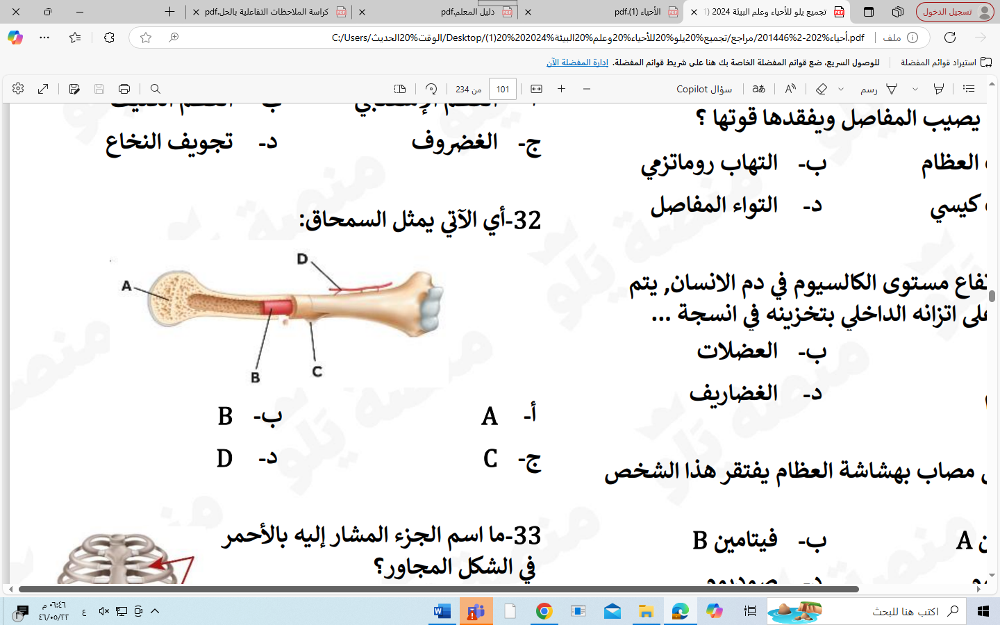 تسجيل الدخول
تجميع يلو للأحياء وعلم البيئة 2024 (1
الأحياء (1).pdf
دليل المعلم.pdf
كراسة الملاحظات التفاعلية بالحل.pdf
ملف
C:/Users/الوقت%20الحديث/Desktop/(1)%20%202024%20تجميع%20يلو%20للأحياء%20وعلم%20البيئة/مراجع/201446%2-202%أحياء.pdf
استيراد قوائم المفضلة
للوصول السريع، ضع قوائم المفضلة الخاصة بك هنا على شريط قوائم المفضلة. إدارة المفضلة الآن
رسم
سؤال Copilot
101
من 234
يصيب المفاصل ويفقدها قوتها ؟
العظام
ب- التهاب روماتزمي
كيسي
د- التواء المفاصل
مستوى الكالسيوم في دم الانسان, يتم
اتزانه الداخلي بتخزينه في انسجة ...
ب- العضلات
د- الغضاريف
مصاب بهشاشة العظام يفتقر هذا الشخص
A
ب- فيتامين B
ج- الغضروف
د- تجويف النخاع
32-أي الآتي يمثل السمحاق:
D
A
B
C
أ- A
ب- B
ج- C
د- D
33-ما اسم الجزء المشار إليه بالأحمر
في الشكل المجاور؟
منصة يَلو
اكتب هنا للبحث
ع
٠٦:٤٦ م
٤٦/٠٥/٢٢